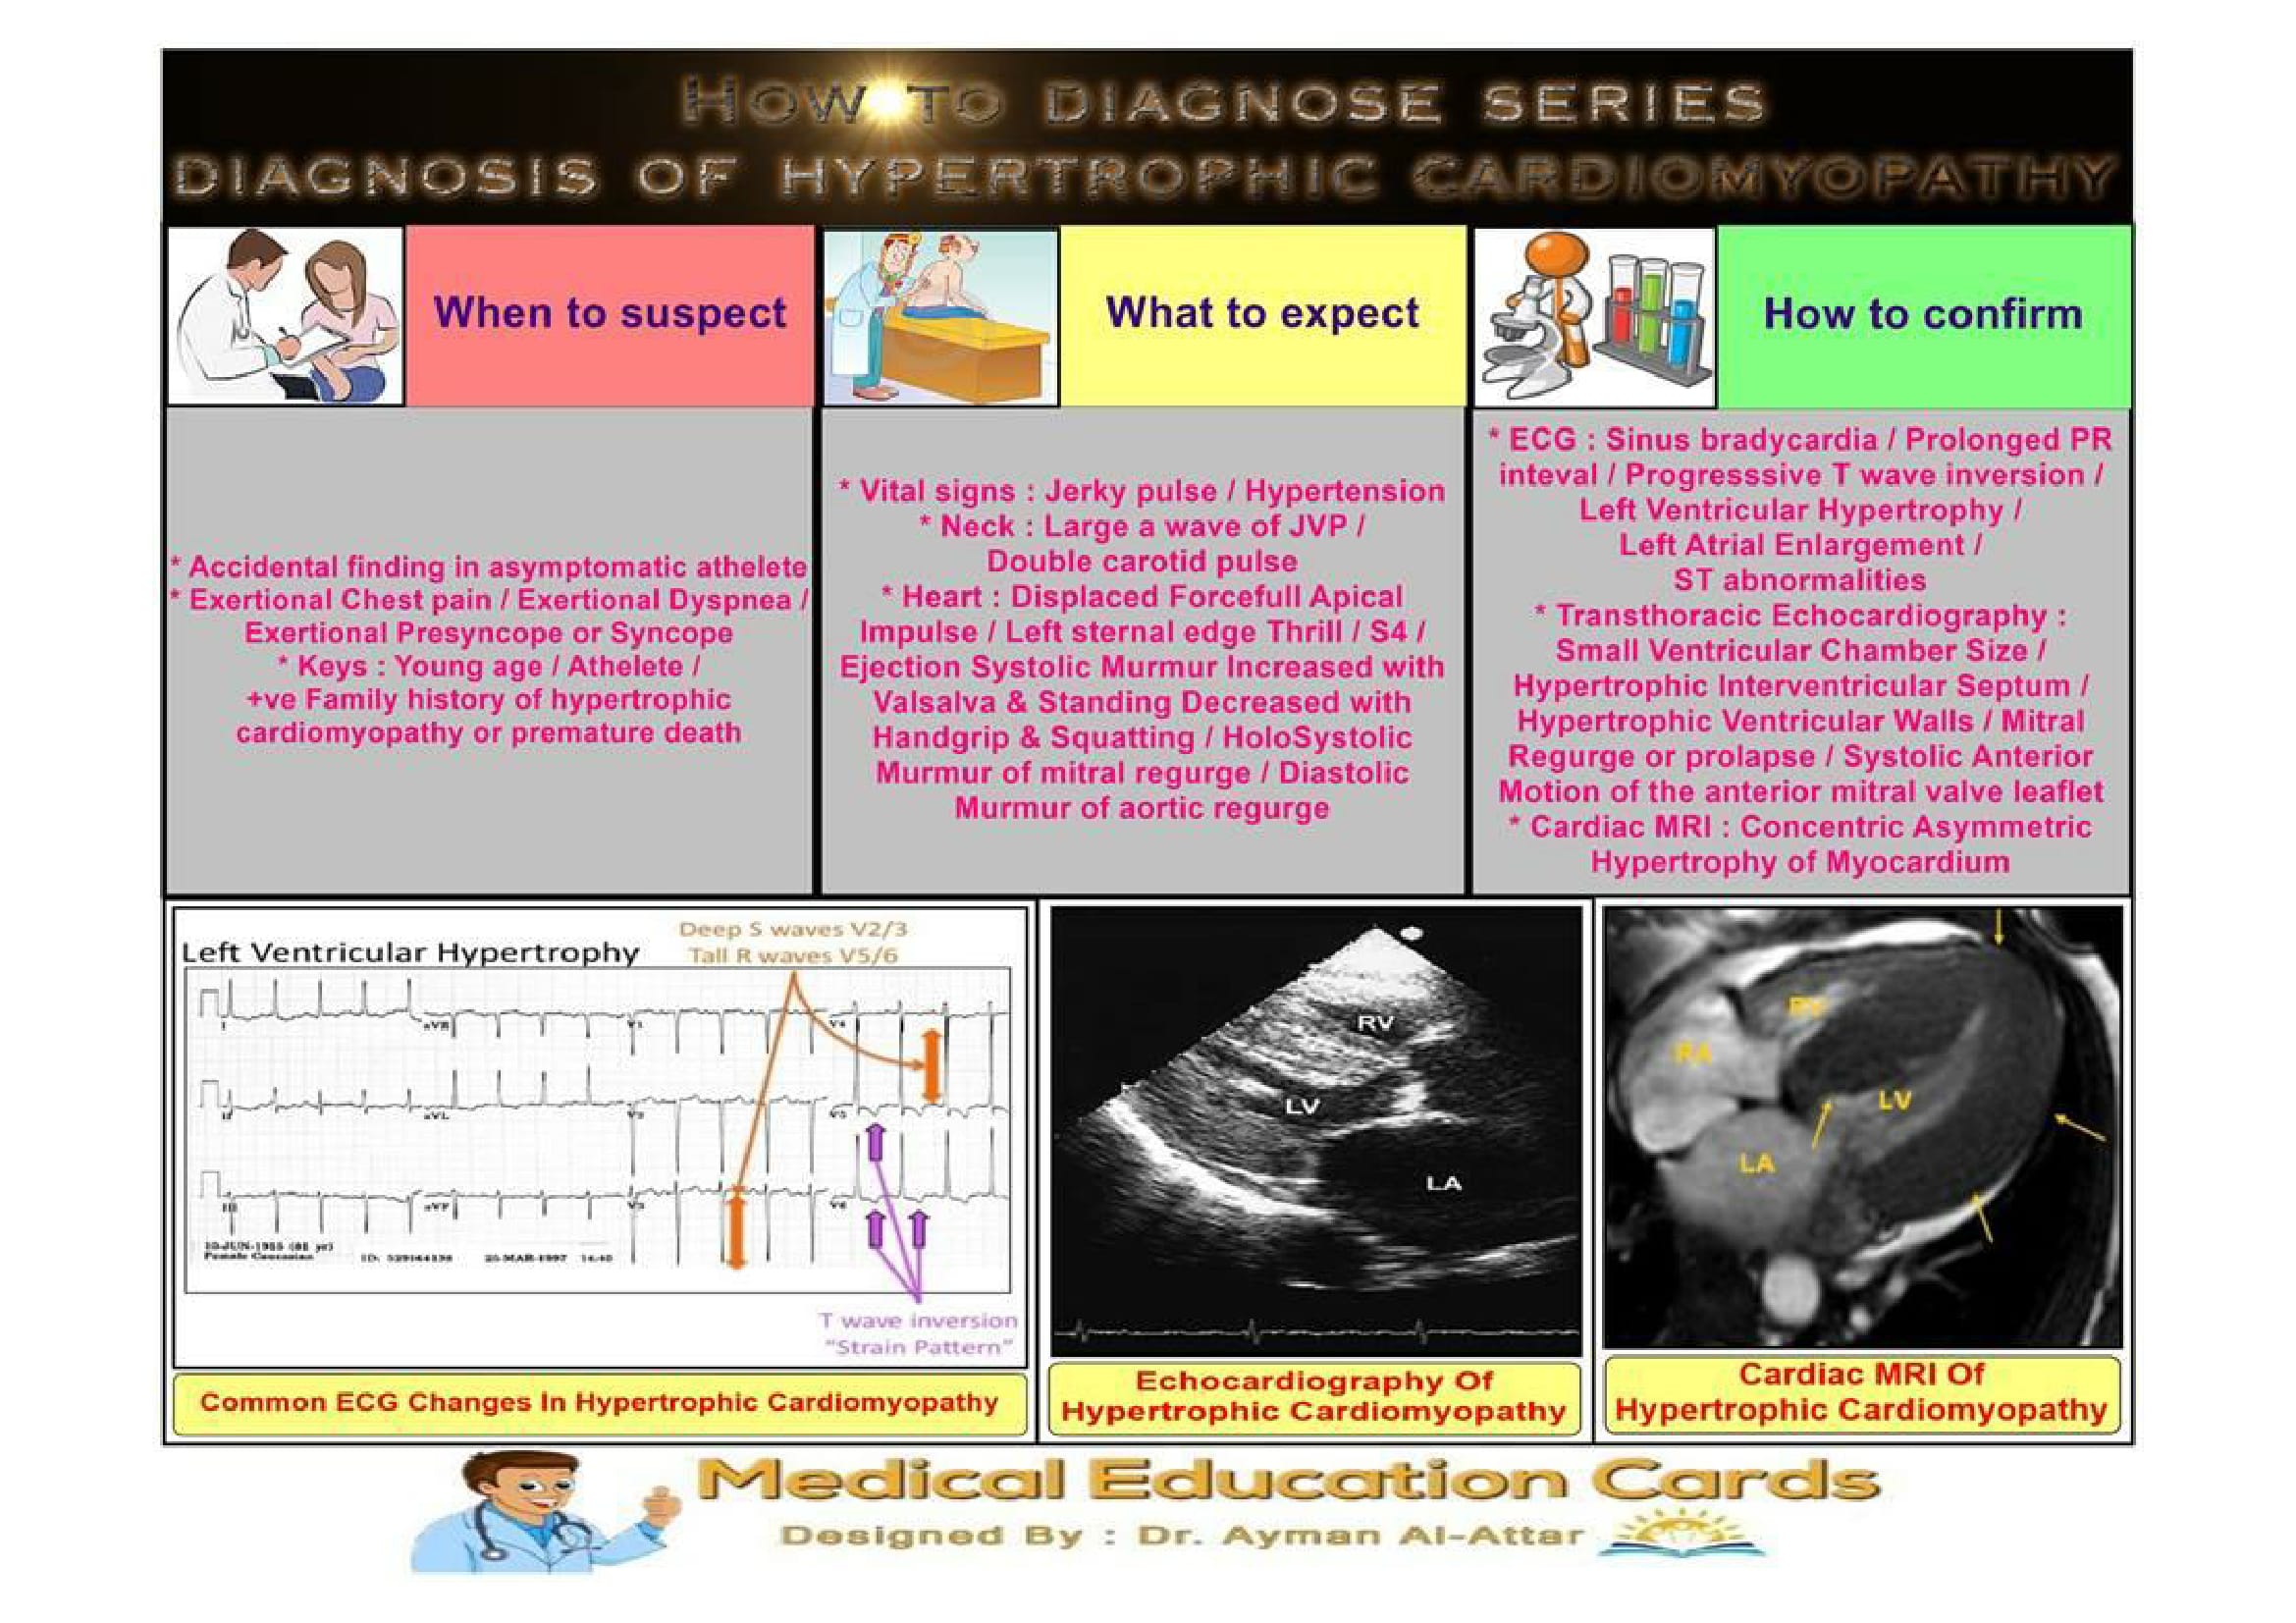 HOW TO DIAGNOSE SERIES
DIAGNOSIS OF HYPERTROPHIC CARDIOMYOPATHY
When to suspect
What to expect
How to confirm
* Accidental finding in asymptomatic athelete
* Exertional Chest pain / Exertional Dyspnea /
Exertional Presyncope or Syncope
* Keys : Young age / Athelete /
+ve Family history of hypertrophic
cardiomyopathy or premature death
* Vital signs : Jerky pulse / Hypertension
* Neck : Large a wave of JVP /
Double carotid pulse
* Heart : Displaced Forcefull Apical
Impulse / Left sternal edge Thrill / S4 /
Ejection Systolic Murmur Increased with
Valsalva & Standing Decreased with
Handgrip & Squatting / HoloSystolic
Murmur of mitral regurge / Diastolic
Murmur of aortic regurge
* ECG : Sinus bradycardia / Prolonged PR
inteval / Progresssive T wave inversion /
Left Ventricular Hypertrophy /
Left Atrial Enlargement /
ST abnormalities
* Transthoracic Echocardiography :
Small Ventricular Chamber Size /
Hypertrophic Interventricular Septum /
Hypertrophic Ventricular Walls / Mitral
Regurge or prolapse / Systolic Anterior
Motion of the anterior mitral valve leaflet
* Cardiac MRI : Concentric Asymmetric
Hypertrophy of Myocardium
Left Ventricular Hypertrophy
Deep S waves V2/3
Tall R waves V5/6
I aVR V1 V4
II aVL V2 V5
III aVF V3 V6
Female Caucasian
25-MAR-1997
T wave inversion
"Strain Pattern"
Common ECG Changes In Hypertrophic Cardiomyopathy
RV
LV
LA
Echocardiography Of
Hypertrophic Cardiomyopathy
RV
RA
LV
LA
Cardiac MRI Of
Hypertrophic Cardiomyopathy
Medical Education Cards
Designed By : Dr. Ayman Al-Attar